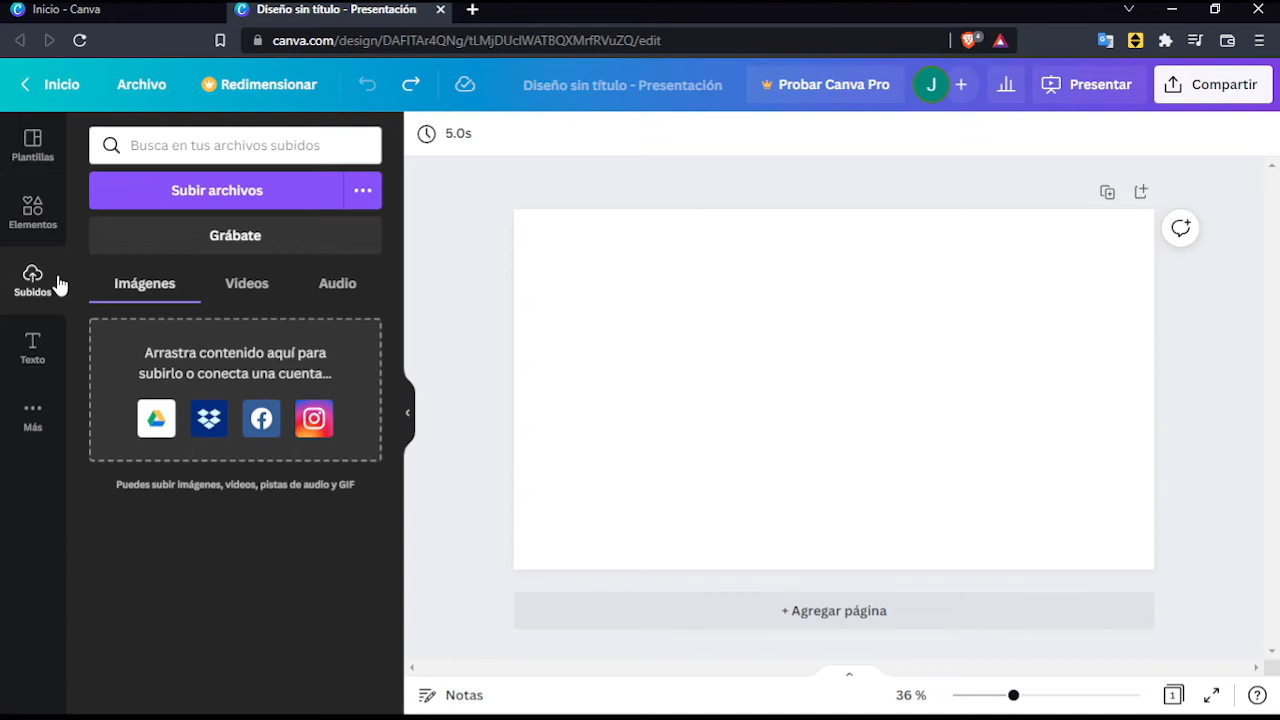 Inicio - Canva
Diseño sin título - Presentación
canva.com/design/DAFITAr4QNg/tLMjDUclWATBQXMrfRVuZQ/edit
4
Inicio
Archivo
Redimensionar
Diseño sin título - Presentación
Probar Canva Pro
J
Presentar
Compartir
Plantillas
Elementos
Subidos
Texto
Más
Busca en tus archivos subidos
Subir archivos
Grábate
Imágenes
Videos
Audio
Arrastra contenido aquí para
subirlo o conecta una cuenta...
Puedes subir imágenes, videos, pistas de audio y GIF
5.0s
+ Agregar página
Notas
36 %
1